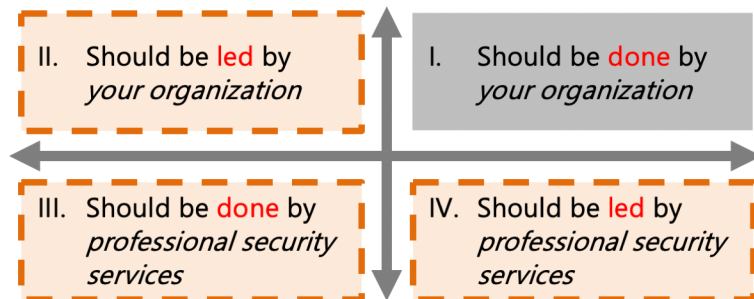 II. Should be led by
your organization
I. Should be done by
your organization
III. Should be done by
professional security
services
IV. Should be led by
professional security
services